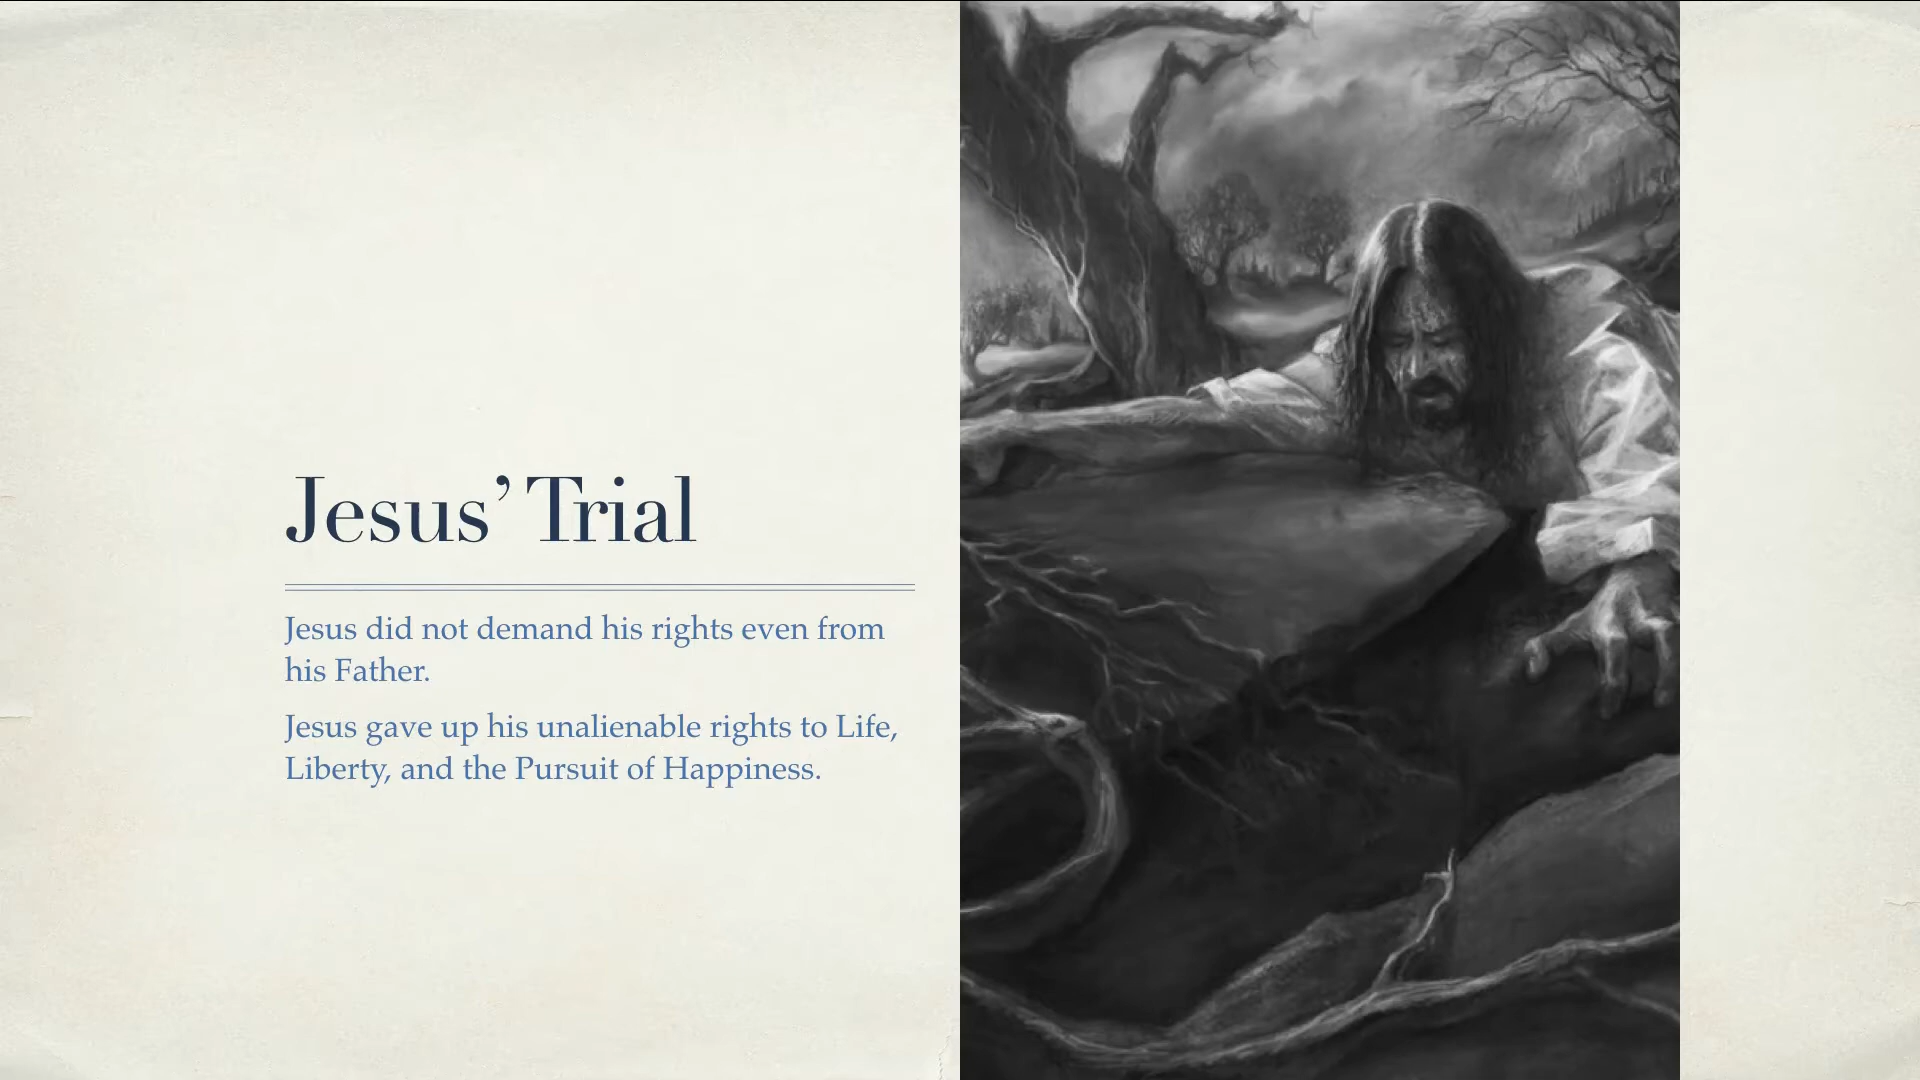 Jesus’ Trial
Jesus did not demand his rights even from
his Father.
Jesus gave up his unalienable rights to Life,
Liberty, and the Pursuit of Happiness.